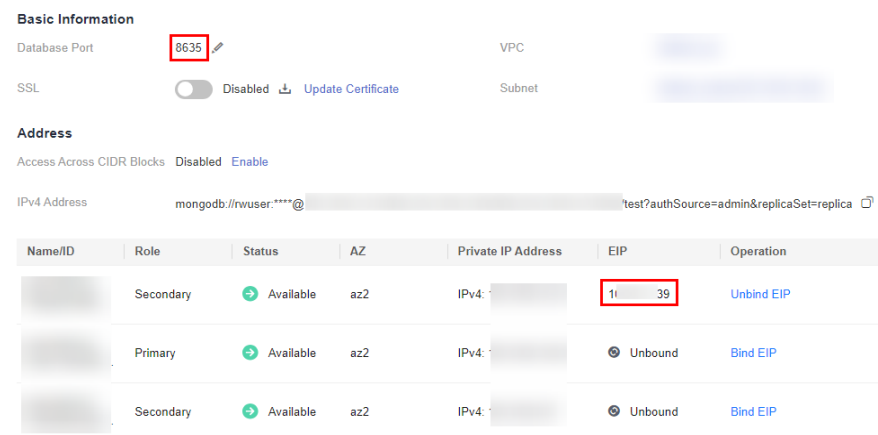 Basic Information
Database Port 8635 VPC
SSL Disabled Update Certificate Subnet
Address
Access Across CIDR Blocks Disabled Enable
IPv4 Address mongodb://rwuser:****@ /test?authSource=admin&replicaSet=replica
Name/ID Role Status AZ Private IP Address EIP Operation
Secondary Available az2 IPv4: 39 Unbind EIP
Primary Available az2 IPv4: Unbound Bind EIP
Secondary Available az2 IPv4: Unbound Bind EIP